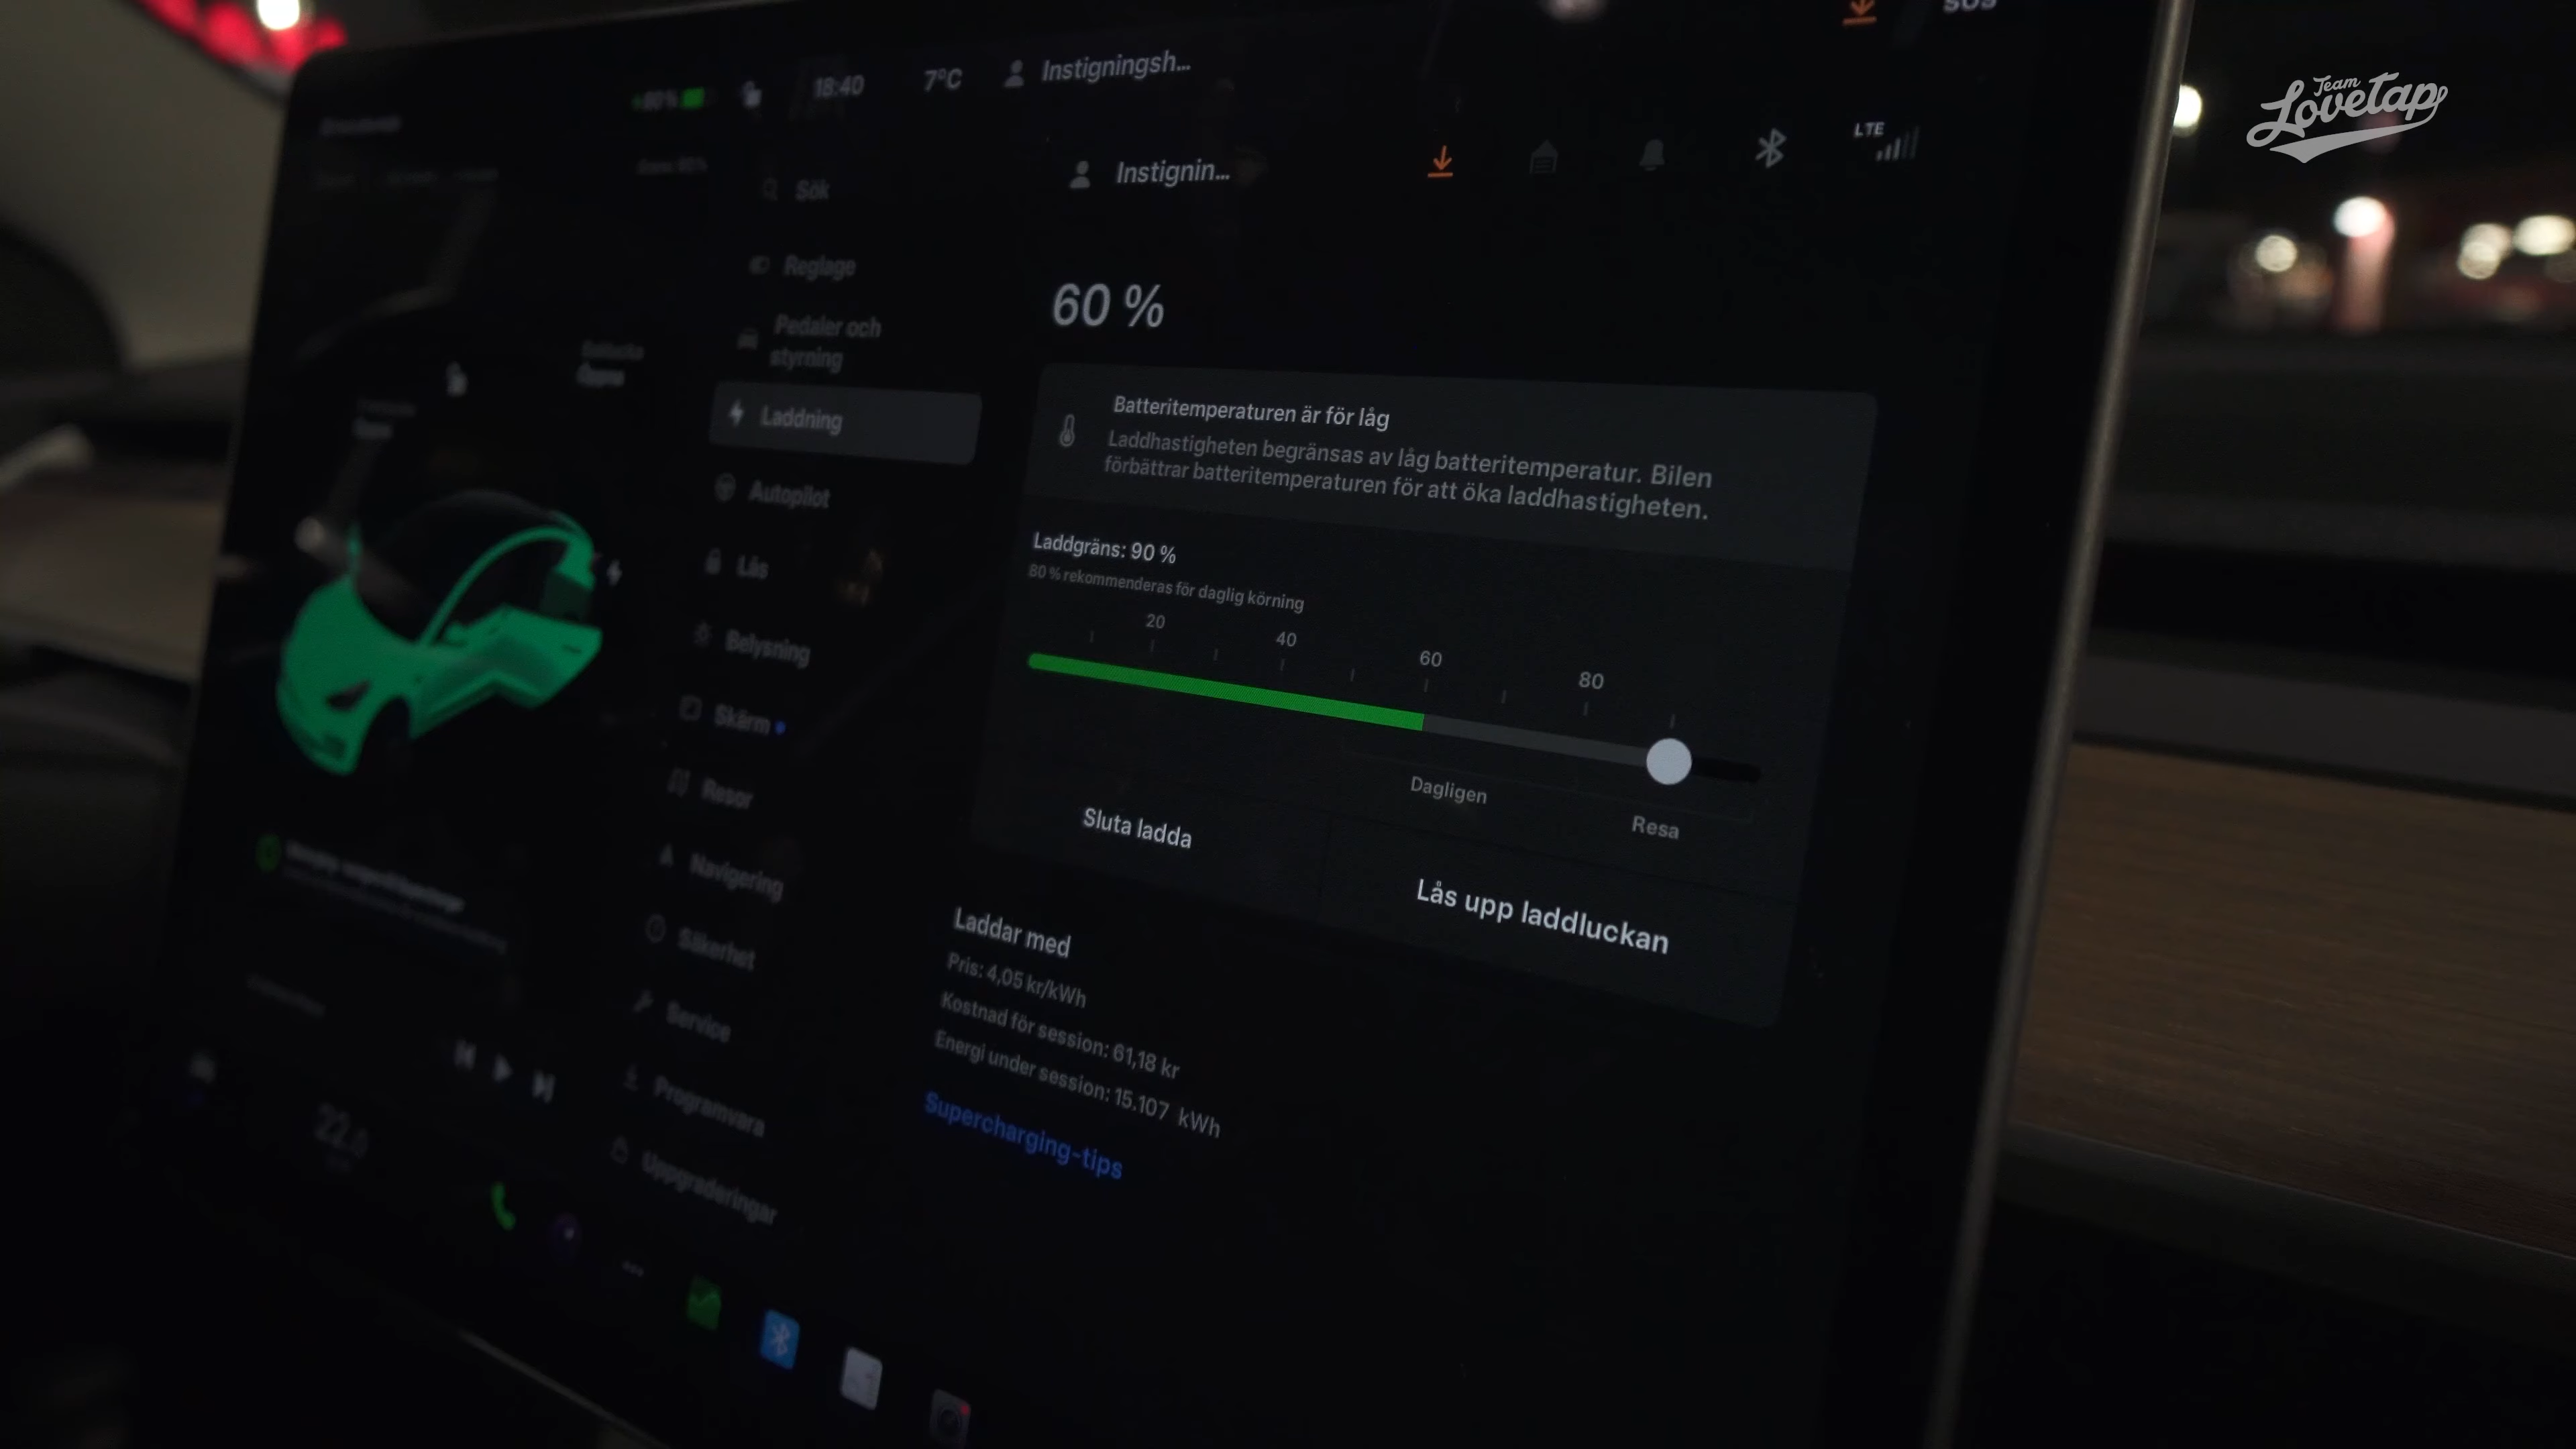 80%
18:40
7°C
Instigningsh...
SOS
Team
Lovetap
Sök
Instignin...
LTE
Reglage
Pedaler och
styrning
Laddning
Autopilot
Lås
Belysning
Skärm
Resor
Navigering
Säkerhet
Service
Programvara
Uppgraderingar
60 %
Batteritemperaturen är för låg
Laddhastigheten begränsas av låg batteritemperatur. Bilen
förbättrar batteritemperaturen för att öka laddhastigheten.
Laddgräns: 90 %
80 % rekommenderas för daglig körning
20 40 60 80
Dagligen
Resa
Sluta ladda
Lås upp laddluckan
Laddar med
Pris: 4,05 kr/kWh
Kostnad för session: 61,18 kr
Energi under session: 15.107 kWh
Supercharging-tips